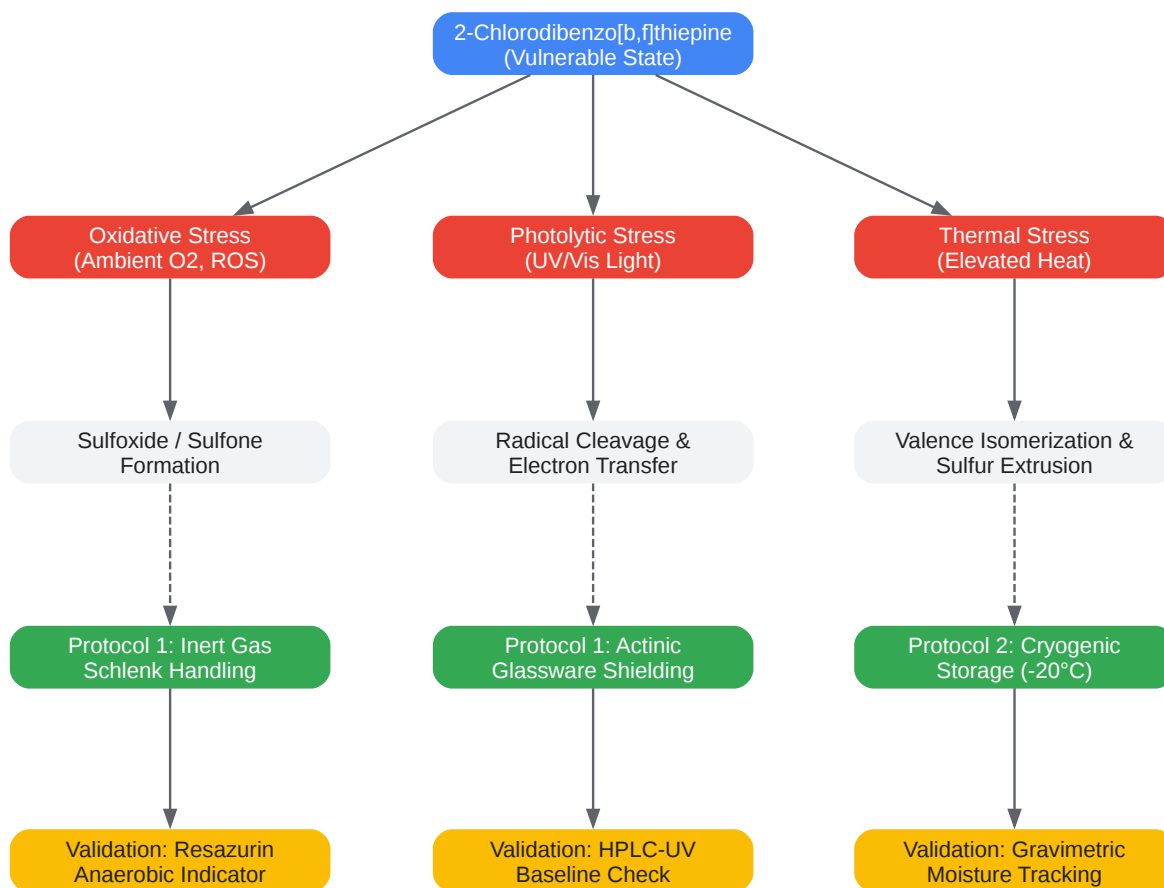 2-Chlorodibenzo[b,f]thiepine
(Vulnerable State)
Oxidative Stress
(Ambient O2, ROS)
Photolytic Stress
(UV/Vis Light)
Thermal Stress
(Elevated Heat)
Sulfoxide / Sulfone
Formation
Radical Cleavage &
Electron Transfer
Valence Isomerization &
Sulfur Extrusion
Protocol 1: Inert Gas
Schlenk Handling
Protocol 1: Actinic
Glassware Shielding
Protocol 2: Cryogenic
Storage (-20°C)
Validation: Resazurin
Anaerobic Indicator
Validation: HPLC-UV
Baseline Check
Validation: Gravimetric
Moisture Tracking